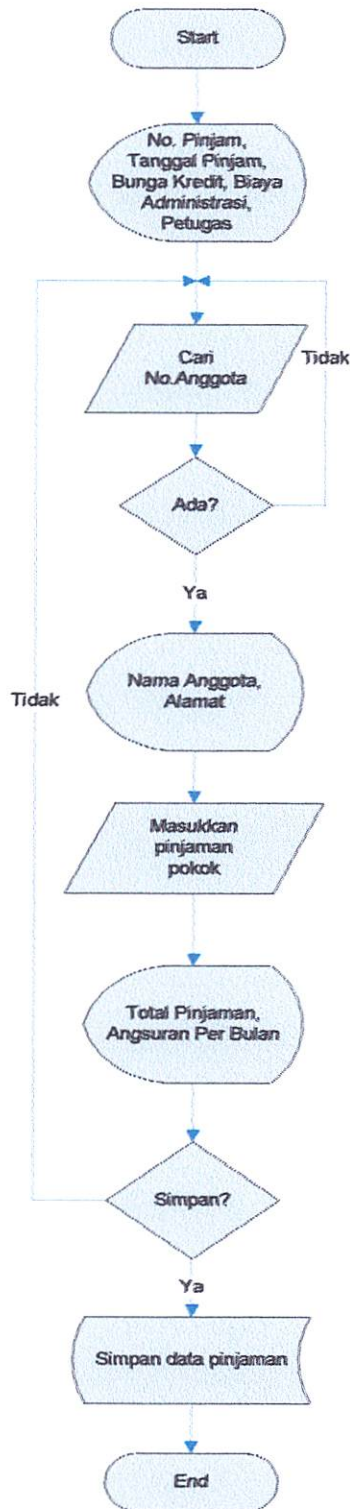 Start
No. Pinjam,
Tanggal Pinjam,
Bunga Kredit, Biaya
Administrasi,
Petugas
Cari
No.Anggota
Tidak
Ada?
Ya
Nama Anggota,
Alamat
Tidak
Masukkan
pinjaman
pokok
Total Pinjaman,
Angsuran Per Bulan
Simpan?
Ya
Simpan data pinjaman
End